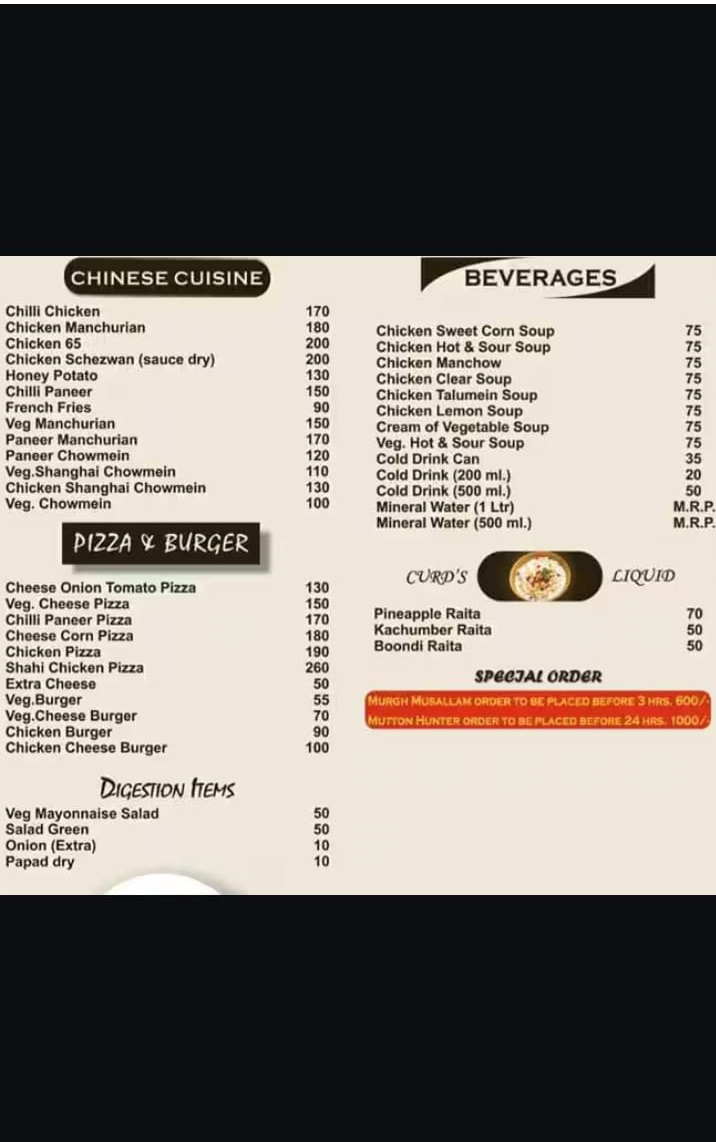 CHINESE CUISINE
Chilli Chicken 170
Chicken Manchurian 180
Chicken 65 200
Chicken Schezwan (sauce dry) 200
Honey Potato 130
Chilli Paneer 150
French Fries 90
Veg Manchurian 150
Paneer Manchurian 170
Paneer Chowmein 120
Veg.Shanghai Chowmein 110
Chicken Shanghai Chowmein 130
Veg. Chowmein 100
PIZZA & BURGER
Cheese Onion Tomato Pizza 130
Veg. Cheese Pizza 150
Chilli Paneer Pizza 170
Cheese Corn Pizza 180
Chicken Pizza 190
Shahi Chicken Pizza 260
Extra Cheese 50
Veg.Burger 55
Veg.Cheese Burger 70
Chicken Burger 90
Chicken Cheese Burger 100
DIGESTION ITEMS
Veg Mayonnaise Salad 50
Salad Green 50
Onion (Extra) 10
Papad dry 10
BEVERAGES
Chicken Sweet Corn Soup 75
Chicken Hot & Sour Soup 75
Chicken Manchow 75
Chicken Clear Soup 75
Chicken Talumein Soup 75
Chicken Lemon Soup 75
Cream of Vegetable Soup 75
Veg. Hot & Sour Soup 75
Cold Drink Can 35
Cold Drink (200 ml.) 20
Cold Drink (500 ml.) 50
Mineral Water (1 Ltr) M.R.P.
Mineral Water (500 ml.) M.R.P.
CURD'S LIQUID
Pineapple Raita 70
Kachumber Raita 50
Boondi Raita 50
SPECIAL ORDER
MURGH MUSALLAM ORDER TO BE PLACED BEFORE 3 HRS. 600/-
MUTTON HUNTER ORDER TO BE PLACED BEFORE 24 HRS. 1000/-